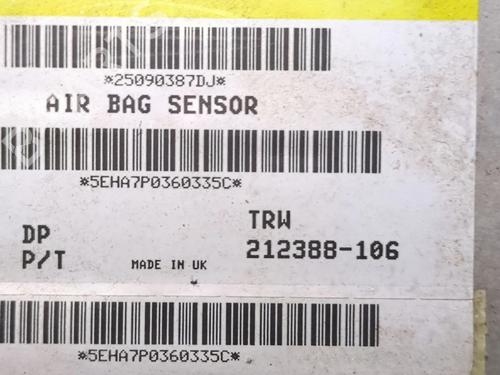 *25090387DJ*
AIR BAG SENSOR
*5EHA7P0360335C*
DP
TRW
P/T
MADE IN UK
212388-106
*5EHA7P0360335C*